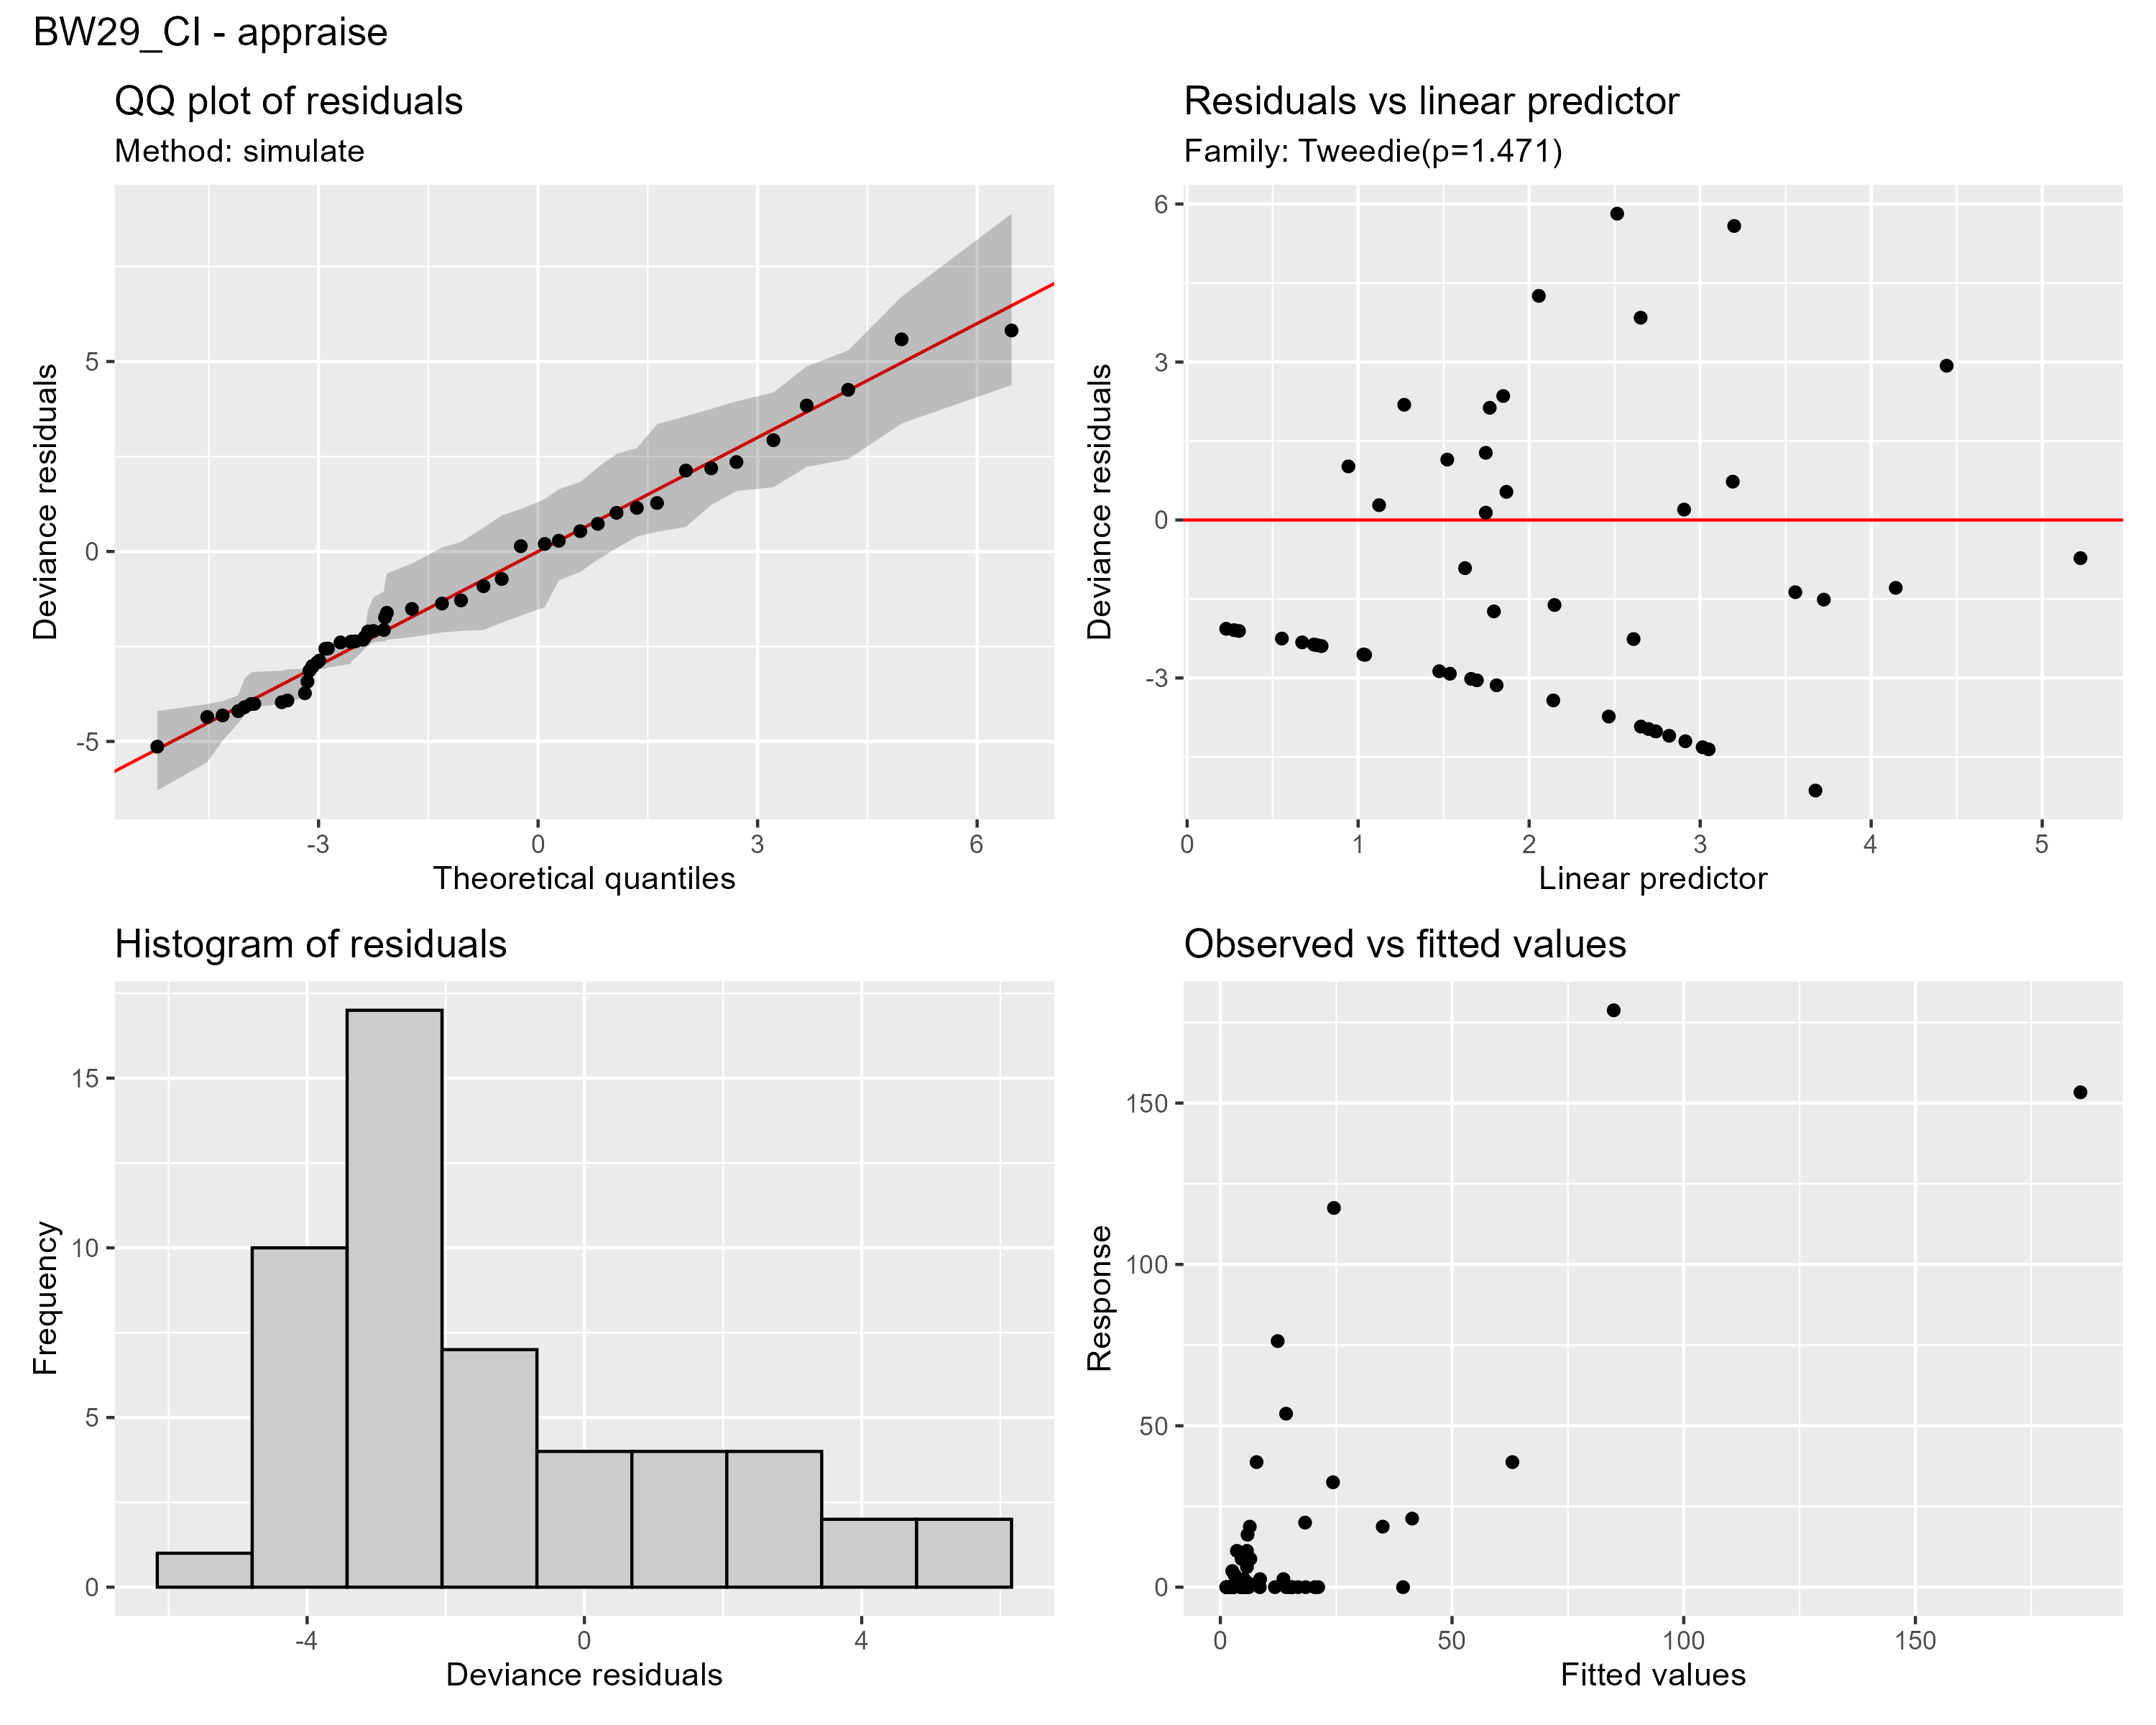 BW29_CI - appraise
QQ plot of residuals
Method: simulate
5
0
-5
-3
0
3
6
Deviance residuals
Theoretical quantiles
Residuals vs linear predictor
Family: Tweedie(p=1.471)
6
3
0
-3
0
1
2
3
4
5
Deviance residuals
Linear predictor
Histogram of residuals
15
10
5
0
-4
0
4
Frequency
Deviance residuals
Observed vs fitted values
150
100
50
0
0
50
100
150
Response
Fitted values